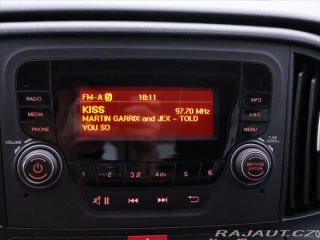 FM-A 5 18:11
RADIO
INFO
KISS 97.70 MHz
MEDIA
A-B-C
MARTIN GARRIX and JEX - TOLD
YOU SO
PHONE
MENU
VOLUME
TUNE
SCROLL
BROWSE
ENTER
1 2 3 4 5 6
RAJAUT.CZ